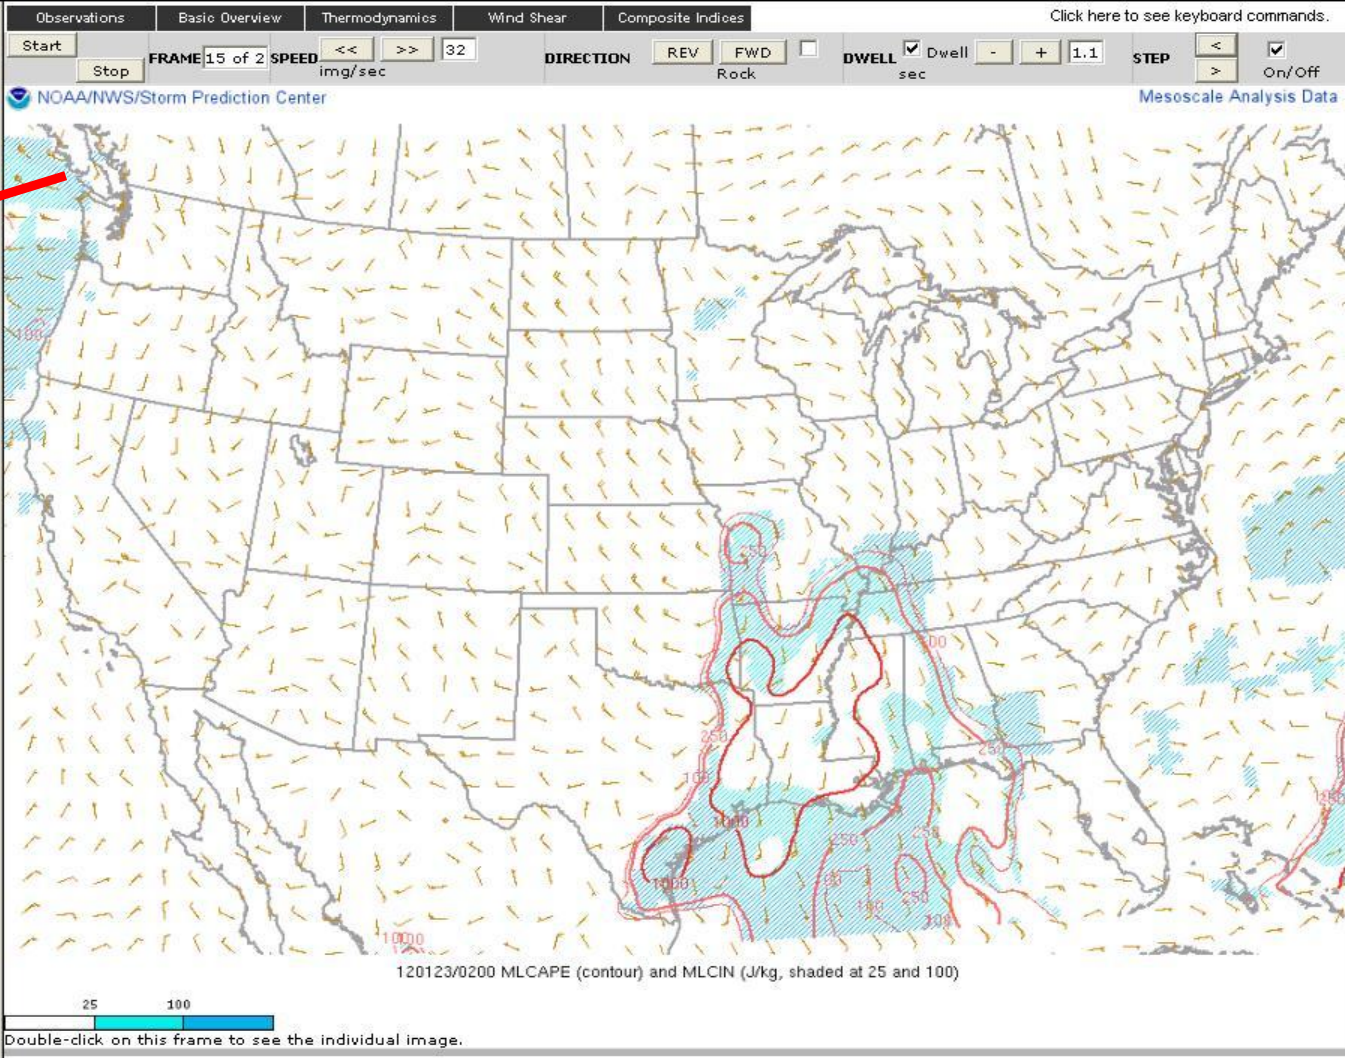 Observations Basic Overview Thermodynamics Wind Shear Composite Indices Click here to see keyboard commands.
Start Stop FRAME 15 of 2 SPEED << >> 32 img/sec DIRECTION REV FWD Rock DWELL Dwell - + 1.1 sec STEP < > On/Off
NOAA/NWS/Storm Prediction Center Mesoscale Analysis Data
100
250
250
250
100
1000
250
250
1000
250
100
100
250
120123/0200 MLCAPE (contour) and MLCIN (J/kg, shaded at 25 and 100)
25 100
Double-click on this frame to see the individual image.